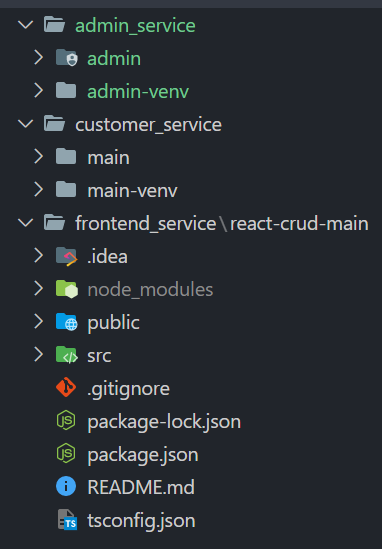 admin_service
admin
admin-venv
customer_service
main
main-venv
frontend_service\react-crud-main
.idea
node_modules
public
src
.gitignore
package-lock.json
package.json
README.md
tsconfig.json